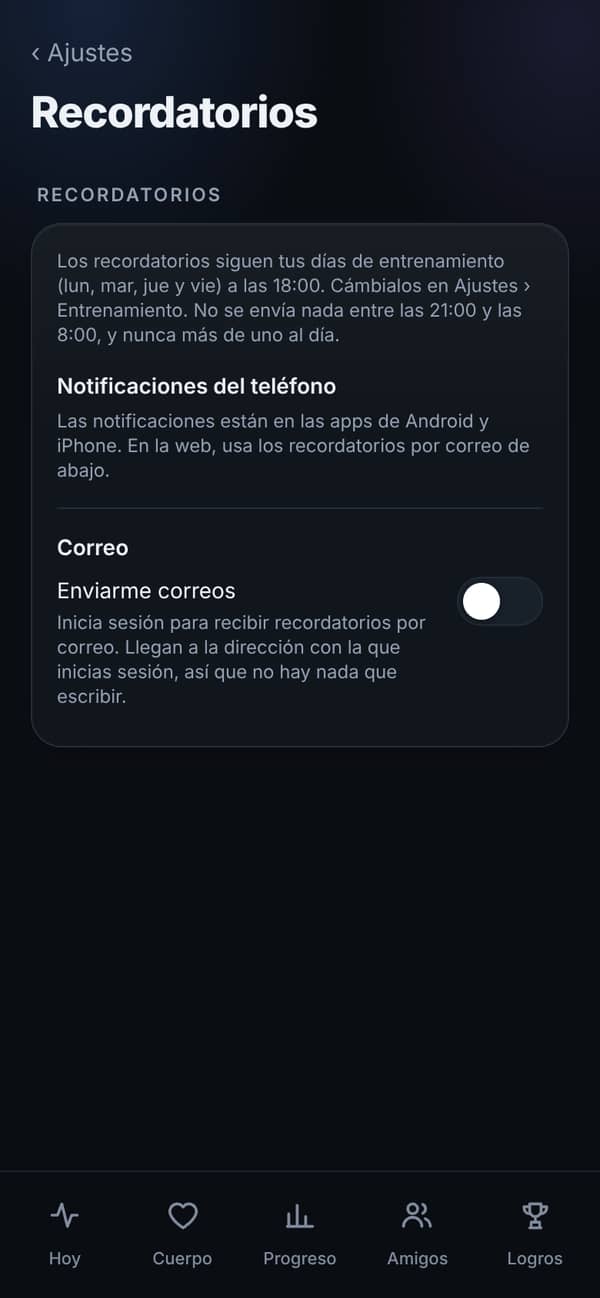 ‹ Ajustes
Recordatorios
RECORDATORIOS
Los recordatorios siguen tus días de entrenamiento
(lun, mar, jue y vie) a las 18:00. Cámbialos en Ajustes ›
Entrenamiento. No se envía nada entre las 21:00 y las
8:00, y nunca más de uno al día.
Notificaciones del teléfono
Las notificaciones están en las apps de Android y
iPhone. En la web, usa los recordatorios por correo de
abajo.
Correo
Enviarme correos
Inicia sesión para recibir recordatorios por
correo. Llegan a la dirección con la que
inicias sesión, así que no hay nada que
escribir.
Hoy
Cuerpo
Progreso
Amigos
Logros